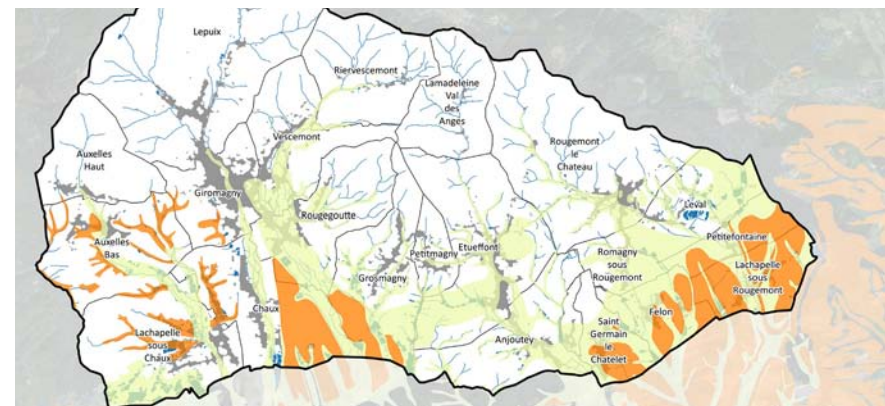 Lepuix
Riervescemont
Lamadeleine
Val
des
Anges
Vescemont
Rougemont
le
Chateau
Auxelles
Haut
Giromagny
Leval
Rougegoutte
Auxelles
Bas
Petitmagny
Etueffont
Petitefontaine
Romagny
sous
Rougemont
Lachapelle
sous
Rougemont
Grosmagny
Chaux
Felon
Lachapelle
sous
Chaux
Anjoutey
Saint
Germain
le
Chatelet